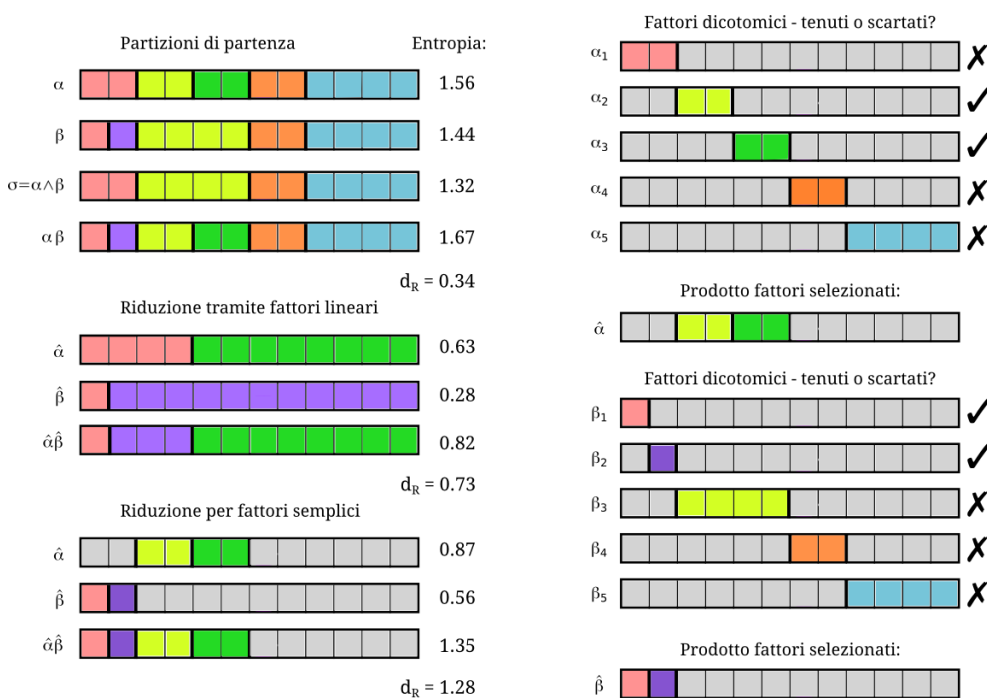 Partizioni di partenza Entropia:
α 1.56
β 1.44
σ=α∧β 1.32
αβ 1.67
d_R = 0.34
Riduzione tramite fattori lineari
α̂ 0.63
β̂ 0.28
α̂β̂ 0.82
d_R = 0.73
Riduzione per fattori semplici
α̂ 0.87
β̂ 0.56
α̂β̂ 1.35
d_R = 1.28
Fattori dicotomici - tenuti o scartati?
α₁ ✗
α₂ ✓
α₃ ✓
α₄ ✗
α₅ ✗
Prodotto fattori selezionati:
α̂
Fattori dicotomici - tenuti o scartati?
β₁ ✓
β₂ ✓
β₃ ✗
β₄ ✗
β₅ ✗
Prodotto fattori selezionati:
β̂